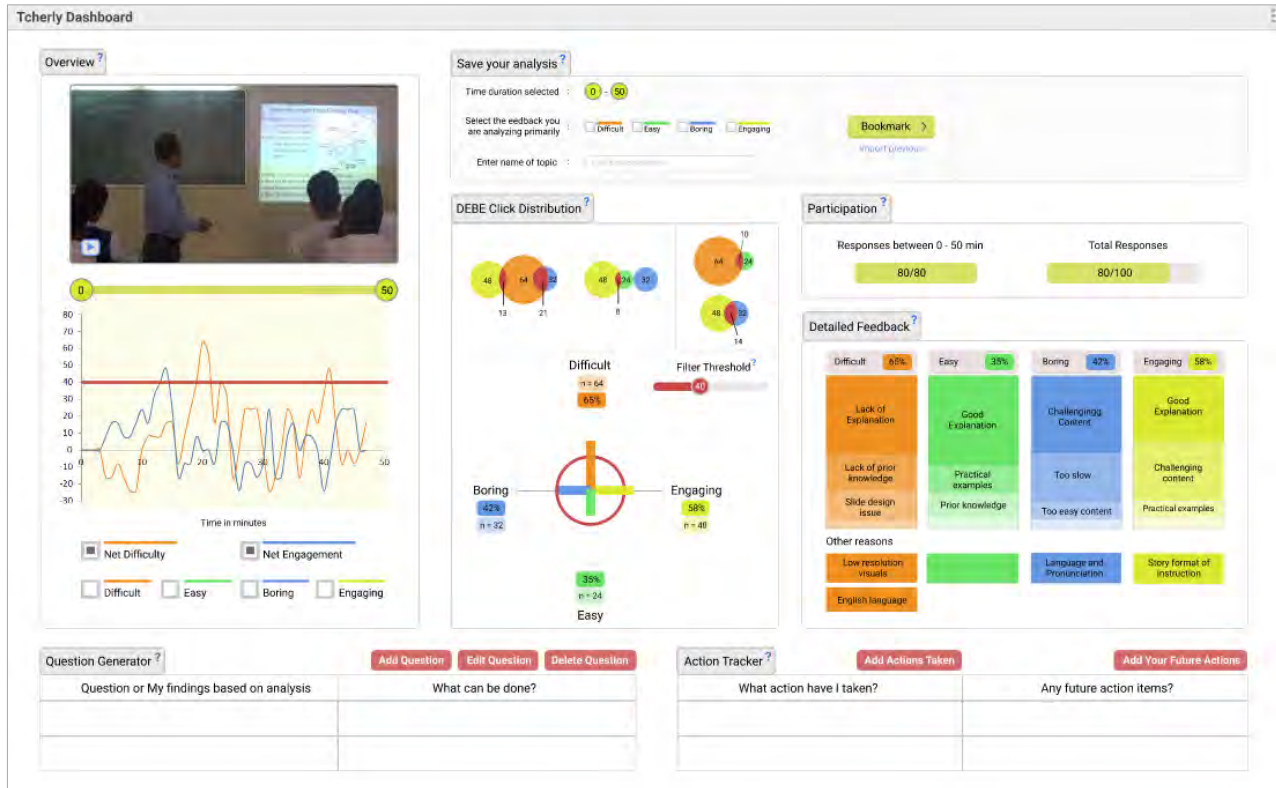 Tcherly Dashboard
Overview ?
0
50
80
70
60
50
40
30
20
10
0
-10
-20
-30
0
10
20
30
40
50
Time in minutes
Net Difficulty
Net Engagement
Difficult
Easy
Boring
Engaging
Save your analysis ?
Time duration selected : 0 - 50
Select the eedback you
are analyzing primarily :
Difficult
Easy
Boring
Engaging
Enter name of topic :
Bookmark >
Import previous
DEBE Click Distribution ?
48
64
32
13
21
48
24
32
8
10
64
24
48
32
14
Filter Threshold ?
40
Difficult
n = 64
65%
Boring
42%
n = 32
Engaging
58%
n = 48
35%
n = 24
Easy
Participation ?
Responses between 0 - 50 min
80/80
Total Responses
80/100
Detailed Feedback ?
Difficult 65%
Easy 35%
Boring 42%
Engaging 58%
Lack of
Explanation
Good
Explanation
Challengingg
Content
Good
Explanation
Lack of prior
knowledge
Practical
examples
Too slow
Challenging
content
Slide design
issue
Prior knowledge
Too easy content
Practical examples
Other reasons
Low resolution
visuals
Language and
Pronunciation
Story format of
instruction
English language
Question Generator ?
Add Question
Edit Question
Delete Question
Question or My findings based on analysis
What can be done?
Action Tracker ?
Add Actions Taken
Add Your Future Actions
What action have I taken?
Any future action items?